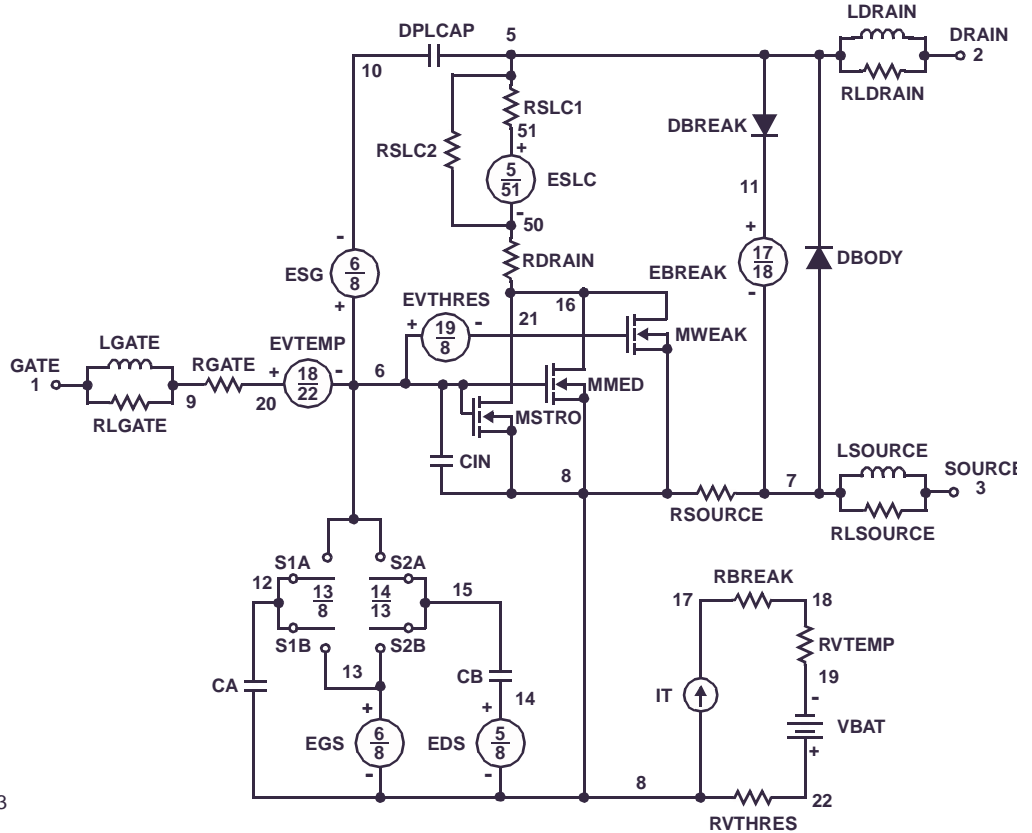 LDRAIN
DPLCAP
5
DRAIN
2
10
RLDRAIN
RSLC1
51
+
DBREAK
RSLC2
5
51
ESLC
-
50
11
-
RDRAIN
+
17
18
EBREAK
-
DBODY
ESG
6
8
+
EVTHRES
16
21
+
19
8
-
MWEAK
LGATE
EVTEMP
GATE
1
RGATE
+
18
22
-
6
MMED
9
20
MSTRO
RLGATE
LSOURCE
CIN
8
7
SOURCE
3
RSOURCE
RLSOURCE
S1A
S2A
12
13
8
14
13
15
RBREAK
17
18
S1B
S2B
RVTEMP
13
CB
19
CA
14
-
IT
VBAT
+
+
+
EGS
6
8
EDS
5
8
-
-
8
22
RVTHRES
3